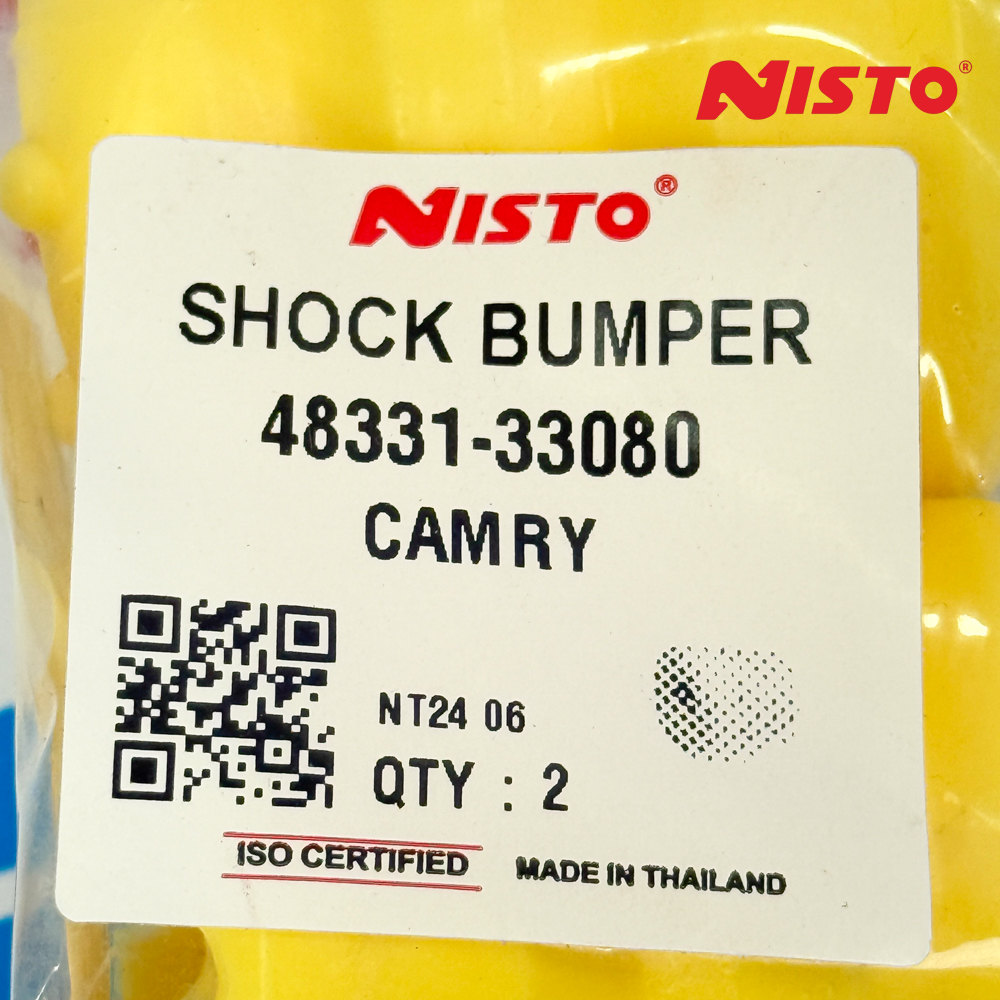 NISTO®
NISTO®
SHOCK BUMPER
48331-33080
CAMRY
NT24 06
QTY : 2
ISO CERTIFIED
MADE IN THAILAND